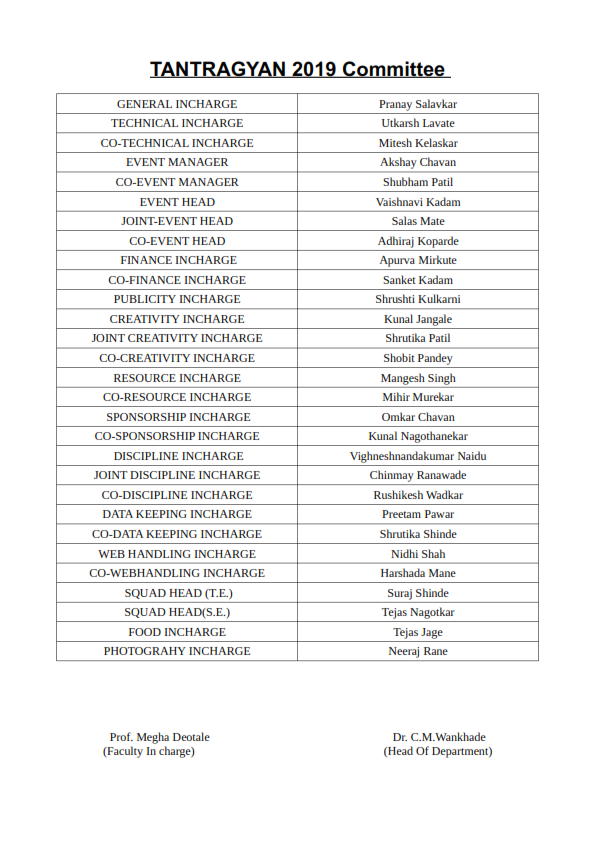 TANTRAGYAN 2019 Committee
GENERAL INCHARGE Pranay Salavkar
TECHNICAL INCHARGE Utkarsh Lavate
CO-TECHNICAL INCHARGE Mitesh Kelaskar
EVENT MANAGER Akshay Chavan
CO-EVENT MANAGER Shubham Patil
EVENT HEAD Vaishnavi Kadam
JOINT-EVENT HEAD Salas Mate
CO-EVENT HEAD Adhiraj Koparde
FINANCE INCHARGE Apurva Mirkute
CO-FINANCE INCHARGE Sanket Kadam
PUBLICITY INCHARGE Shrushti Kulkarni
CREATIVITY INCHARGE Kunal Jangale
JOINT CREATIVITY INCHARGE Shrutika Patil
CO-CREATIVITY INCHARGE Shobit Pandey
RESOURCE INCHARGE Mangesh Singh
CO-RESOURCE INCHARGE Mihir Murekar
SPONSORSHIP INCHARGE Omkar Chavan
CO-SPONSORSHIP INCHARGE Kunal Nagothanekar
DISCIPLINE INCHARGE Vighneshnandakumar Naidu
JOINT DISCIPLINE INCHARGE Chinmay Ranawade
CO-DISCIPLINE INCHARGE Rushikesh Wadkar
DATA KEEPING INCHARGE Preetam Pawar
CO-DATA KEEPING INCHARGE Shrutika Shinde
WEB HANDLING INCHARGE Nidhi Shah
CO-WEBHANDLING INCHARGE Harshada Mane
SQUAD HEAD (T.E.) Suraj Shinde
SQUAD HEAD(S.E.) Tejas Nagotkar
FOOD INCHARGE Tejas Jage
PHOTOGRAHY INCHARGE Neeraj Rane
Prof. Megha Deotale Dr. C.M.Wankhade
(Faculty In charge) (Head Of Department)